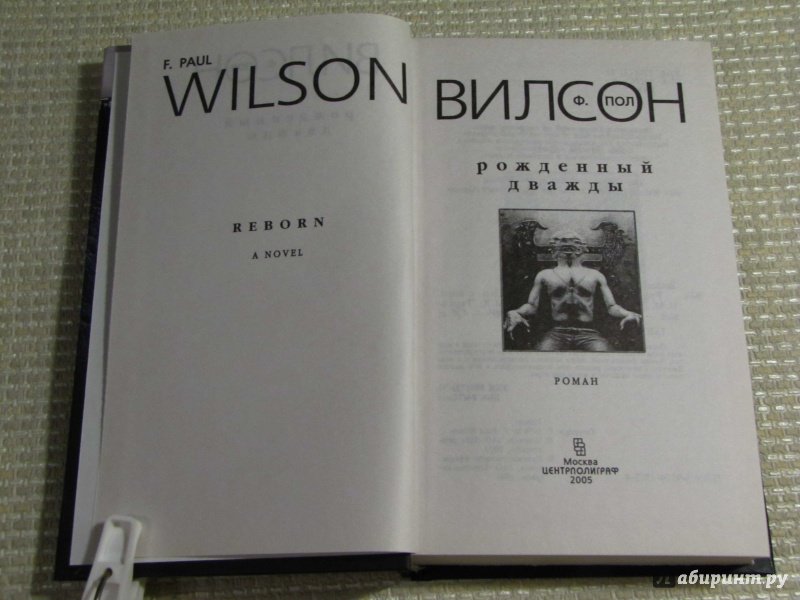 F. PAUL
WILSON
REBORN
A NOVEL
ВИЛСОН
Ф. ПОЛ
рожденный
дважды
РОМАН
Москва
ЦЕНТРПОЛИГРАФ
2005
лабиринт.ру